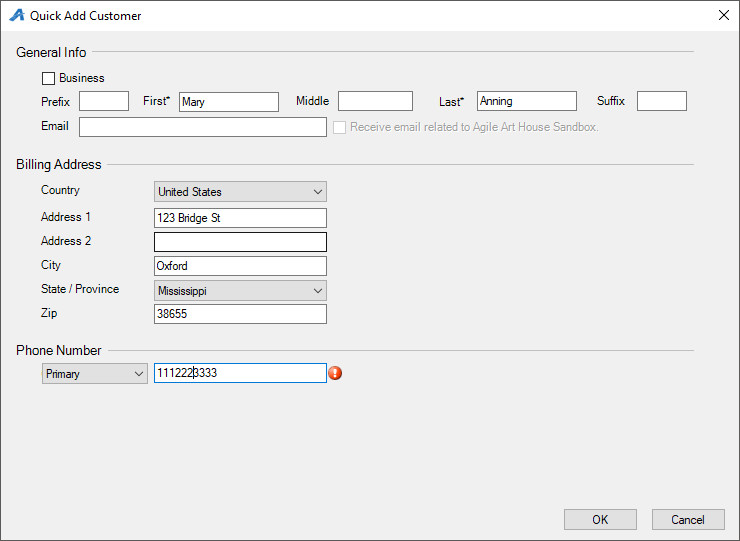 Quick Add Customer
General Info
Business
Prefix First* Mary Middle Last* Anning Suffix
Email Receive email related to Agile Art House Sandbox.
Billing Address
Country United States
Address 1 123 Bridge St
Address 2
City Oxford
State / Province Mississippi
Zip 38655
Phone Number
Primary 1112223333
OK Cancel